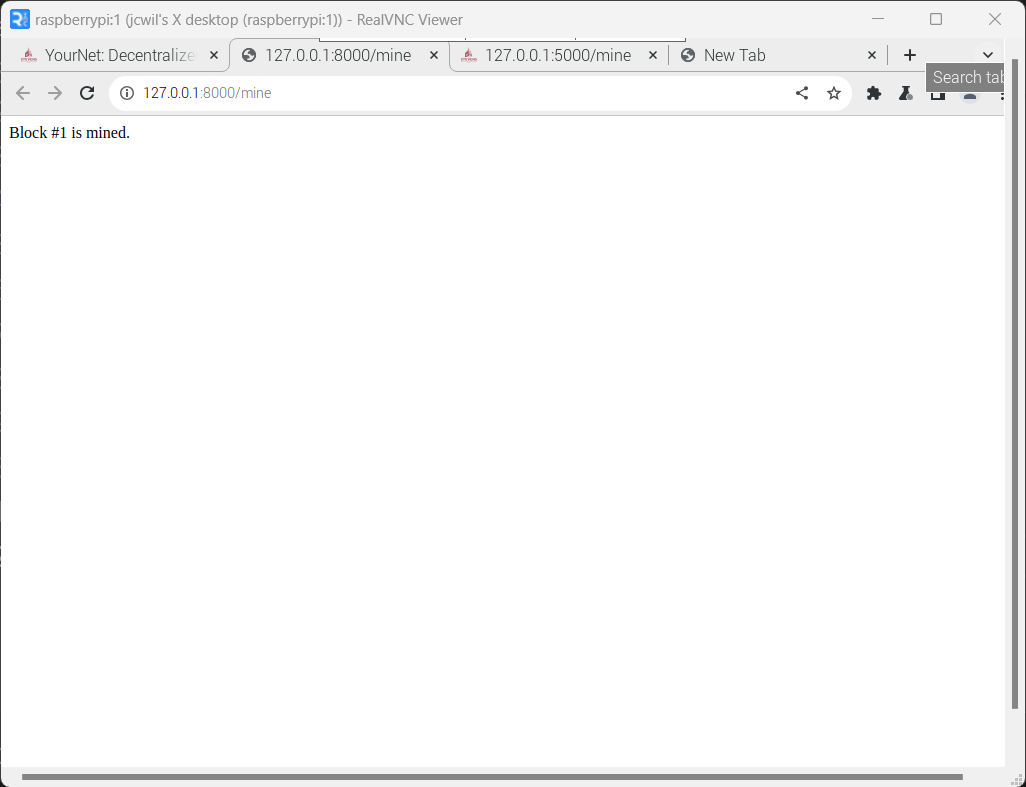 raspberrypi:1 (jcwil's X desktop (raspberrypi:1)) - RealVNC Viewer
YourNet: Decentralize 127.0.0.1:8000/mine 127.0.0.1:5000/mine New Tab
Search tab
127.0.0.1:8000/mine
Block #1 is mined.